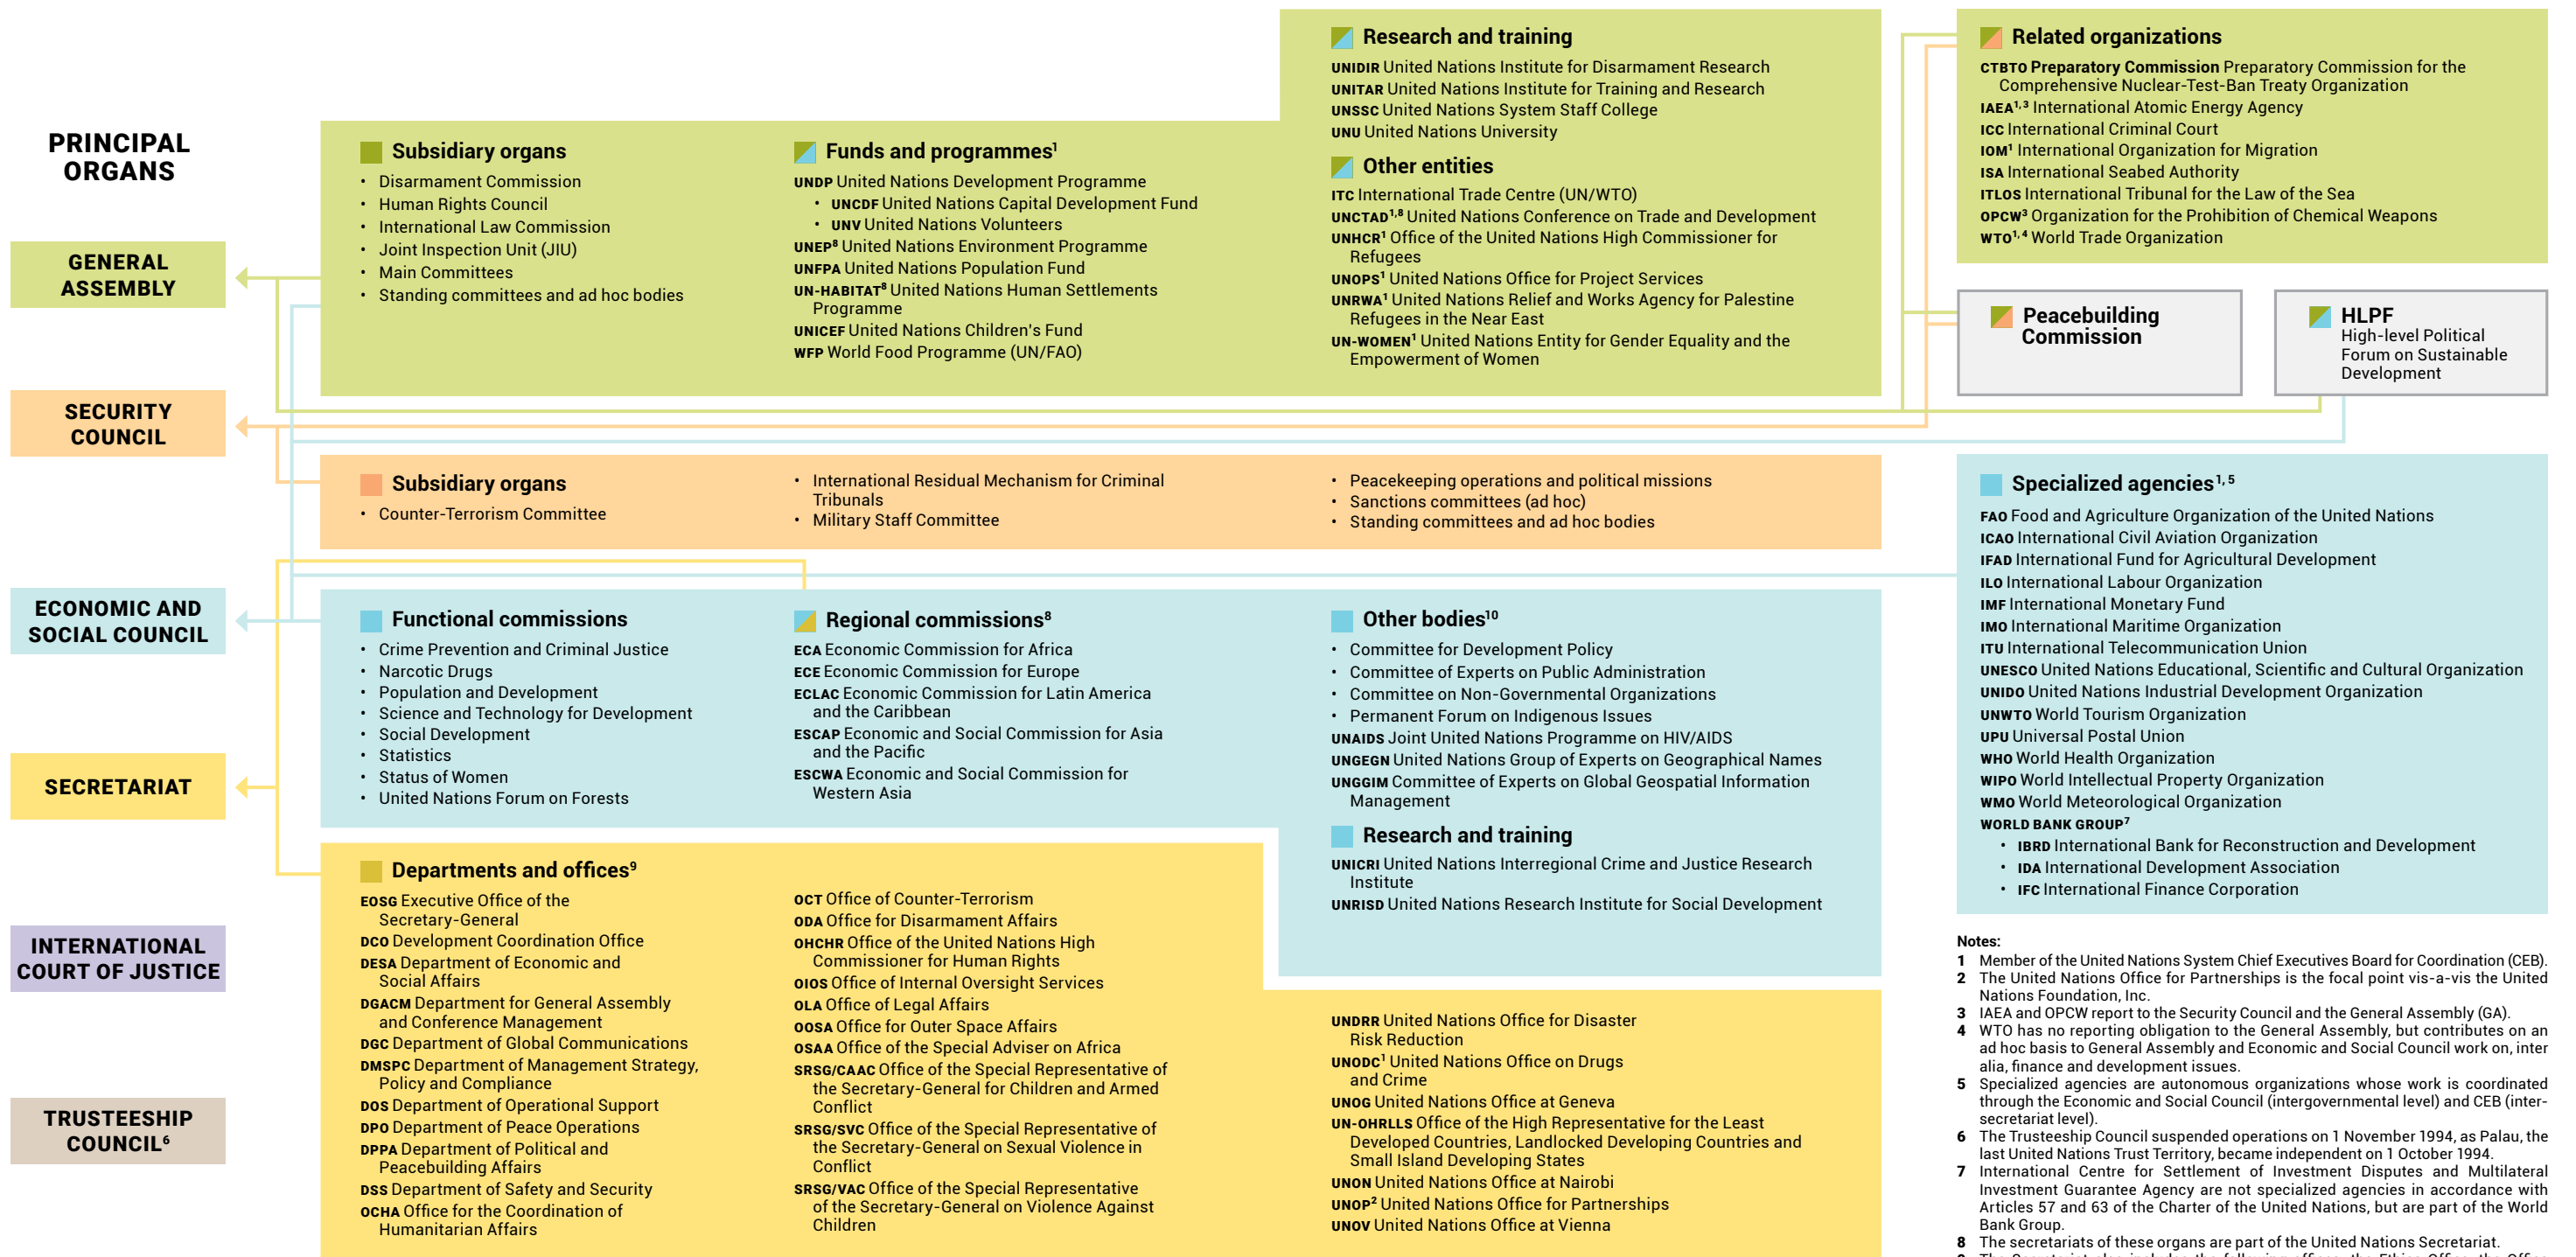 PRINCIPAL
ORGANS
GENERAL
ASSEMBLY
SECURITY
COUNCIL
ECONOMIC AND
SOCIAL COUNCIL
SECRETARIAT
INTERNATIONAL
COURT OF JUSTICE
TRUSTEESHIP
COUNCIL⁶
Subsidiary organs
• Disarmament Commission
• Human Rights Council
• International Law Commission
• Joint Inspection Unit (JIU)
• Main Committees
• Standing committees and ad hoc bodies
Funds and programmes¹
UNDP United Nations Development Programme
• UNCDF United Nations Capital Development Fund
• UNV United Nations Volunteers
UNEP⁸ United Nations Environment Programme
UNFPA United Nations Population Fund
UN-HABITAT⁸ United Nations Human Settlements
Programme
UNICEF United Nations Children's Fund
WFP World Food Programme (UN/FAO)
Research and training
UNIDIR United Nations Institute for Disarmament Research
UNITAR United Nations Institute for Training and Research
UNSSC United Nations System Staff College
UNU United Nations University
Other entities
ITC International Trade Centre (UN/WTO)
UNCTAD¹,⁸ United Nations Conference on Trade and Development
UNHCR¹ Office of the United Nations High Commissioner for
Refugees
UNOPS¹ United Nations Office for Project Services
UNRWA¹ United Nations Relief and Works Agency for Palestine
Refugees in the Near East
UN-WOMEN¹ United Nations Entity for Gender Equality and the
Empowerment of Women
Related organizations
CTBTO Preparatory Commission Preparatory Commission for the
Comprehensive Nuclear-Test-Ban Treaty Organization
IAEA¹,³ International Atomic Energy Agency
ICC International Criminal Court
IOM¹ International Organization for Migration
ISA International Seabed Authority
ITLOS International Tribunal for the Law of the Sea
OPCW³ Organization for the Prohibition of Chemical Weapons
WTO¹,⁴ World Trade Organization
Peacebuilding
Commission
HLPF
High-level Political
Forum on Sustainable
Development
Subsidiary organs
• Counter-Terrorism Committee
• International Residual Mechanism for Criminal
Tribunals
• Military Staff Committee
• Peacekeeping operations and political missions
• Sanctions committees (ad hoc)
• Standing committees and ad hoc bodies
Functional commissions
• Crime Prevention and Criminal Justice
• Narcotic Drugs
• Population and Development
• Science and Technology for Development
• Social Development
• Statistics
• Status of Women
• United Nations Forum on Forests
Regional commissions⁸
ECA Economic Commission for Africa
ECE Economic Commission for Europe
ECLAC Economic Commission for Latin America
and the Caribbean
ESCAP Economic and Social Commission for Asia
and the Pacific
ESCWA Economic and Social Commission for
Western Asia
Other bodies¹⁰
• Committee for Development Policy
• Committee of Experts on Public Administration
• Committee on Non-Governmental Organizations
• Permanent Forum on Indigenous Issues
UNAIDS Joint United Nations Programme on HIV/AIDS
UNGEGN United Nations Group of Experts on Geographical Names
UNGGIM Committee of Experts on Global Geospatial Information
Management
Research and training
UNICRI United Nations Interregional Crime and Justice Research
Institute
UNRISD United Nations Research Institute for Social Development
Specialized agencies¹,⁵
FAO Food and Agriculture Organization of the United Nations
ICAO International Civil Aviation Organization
IFAD International Fund for Agricultural Development
ILO International Labour Organization
IMF International Monetary Fund
IMO International Maritime Organization
ITU International Telecommunication Union
UNESCO United Nations Educational, Scientific and Cultural Organization
UNIDO United Nations Industrial Development Organization
UNWTO World Tourism Organization
UPU Universal Postal Union
WHO World Health Organization
WIPO World Intellectual Property Organization
WMO World Meteorological Organization
WORLD BANK GROUP⁷
• IBRD International Bank for Reconstruction and Development
• IDA International Development Association
• IFC International Finance Corporation
Departments and offices⁹
EOSG Executive Office of the
Secretary-General
DCO Development Coordination Office
DESA Department of Economic and
Social Affairs
DGACM Department for General Assembly
and Conference Management
DGC Department of Global Communications
DMSPC Department of Management Strategy,
Policy and Compliance
DOS Department of Operational Support
DPO Department of Peace Operations
DPPA Department of Political and
Peacebuilding Affairs
DSS Department of Safety and Security
OCHA Office for the Coordination of
Humanitarian Affairs
OCT Office of Counter-Terrorism
ODA Office for Disarmament Affairs
OHCHR Office of the United Nations High
Commissioner for Human Rights
OIOS Office of Internal Oversight Services
OLA Office of Legal Affairs
OOSA Office for Outer Space Affairs
OSAA Office of the Special Adviser on Africa
SRSG/CAAC Office of the Special Representative of
the Secretary-General for Children and Armed
Conflict
SRSG/SVC Office of the Special Representative of
the Secretary-General on Sexual Violence in
Conflict
SRSG/VAC Office of the Special Representative
of the Secretary-General on Violence Against
Children
UNDRR United Nations Office for Disaster
Risk Reduction
UNODC¹ United Nations Office on Drugs
and Crime
UNOG United Nations Office at Geneva
UN-OHRLLS Office of the High Representative for the Least
Developed Countries, Landlocked Developing Countries and
Small Island Developing States
UNON United Nations Office at Nairobi
UNOP² United Nations Office for Partnerships
UNOV United Nations Office at Vienna
Notes:
1 Member of the United Nations System Chief Executives Board for Coordination (CEB).
2 The United Nations Office for Partnerships is the focal point vis-a-vis the United
Nations Foundation, Inc.
3 IAEA and OPCW report to the Security Council and the General Assembly (GA).
4 WTO has no reporting obligation to the General Assembly, but contributes on an
ad hoc basis to General Assembly and Economic and Social Council work on, inter
alia, finance and development issues.
5 Specialized agencies are autonomous organizations whose work is coordinated
through the Economic and Social Council (intergovernmental level) and CEB (inter-
secretariat level).
6 The Trusteeship Council suspended operations on 1 November 1994, as Palau, the
last United Nations Trust Territory, became independent on 1 October 1994.
7 International Centre for Settlement of Investment Disputes and Multilateral
Investment Guarantee Agency are not specialized agencies in accordance with
Articles 57 and 63 of the Charter of the United Nations, but are part of the World
Bank Group.
8 The secretariats of these organs are part of the United Nations Secretariat.